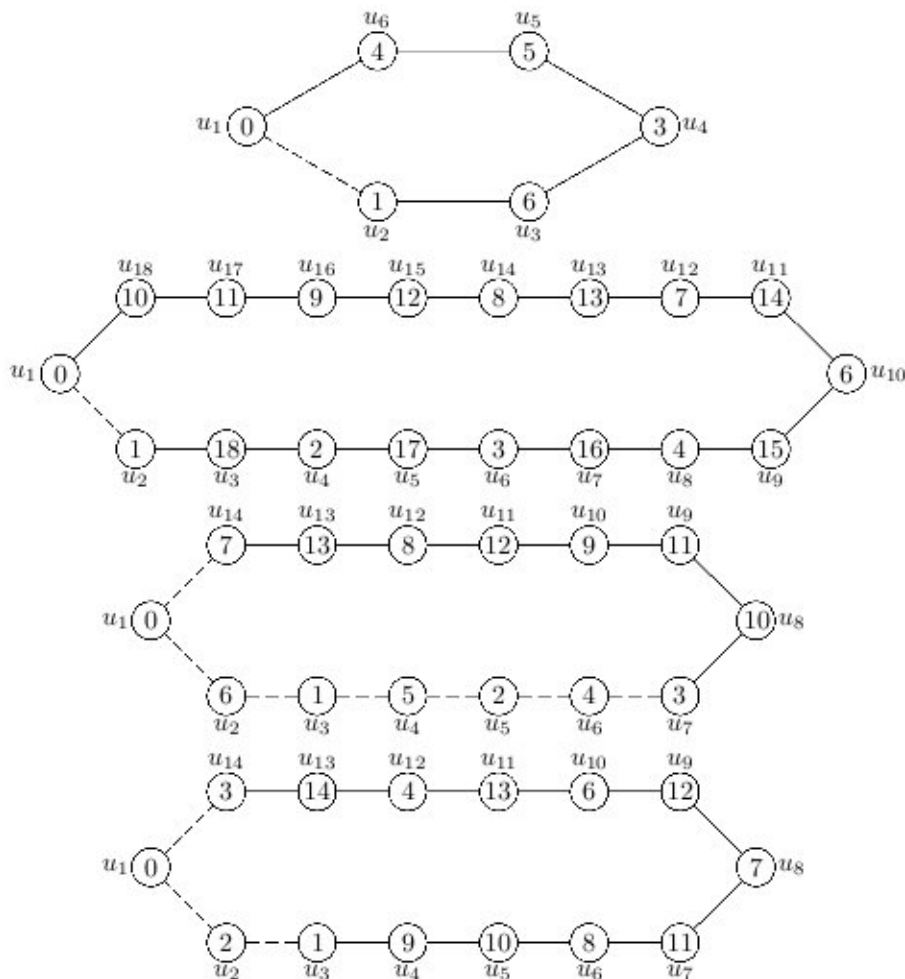 u₆ u₅
4 5
u₁ 0 3 u₄
1 6
u₂ u₃
u₁₈ u₁₇ u₁₆ u₁₅ u₁₄ u₁₃ u₁₂ u₁₁
10 11 9 12 8 13 7 14
u₁ 0 6 u₁₀
1 18 2 17 3 16 4 15
u₂ u₃ u₄ u₅ u₆ u₇ u₈ u₉
u₁₄ u₁₃ u₁₂ u₁₁ u₁₀ u₉
7 13 8 12 9 11
u₁ 0 10 u₈
6 1 5 2 4 3
u₂ u₃ u₄ u₅ u₆ u₇
u₁₄ u₁₃ u₁₂ u₁₁ u₁₀ u₉
3 14 4 13 6 12
u₁ 0 7 u₈
2 1 9 10 8 11
u₂ u₃ u₄ u₅ u₆ u₇